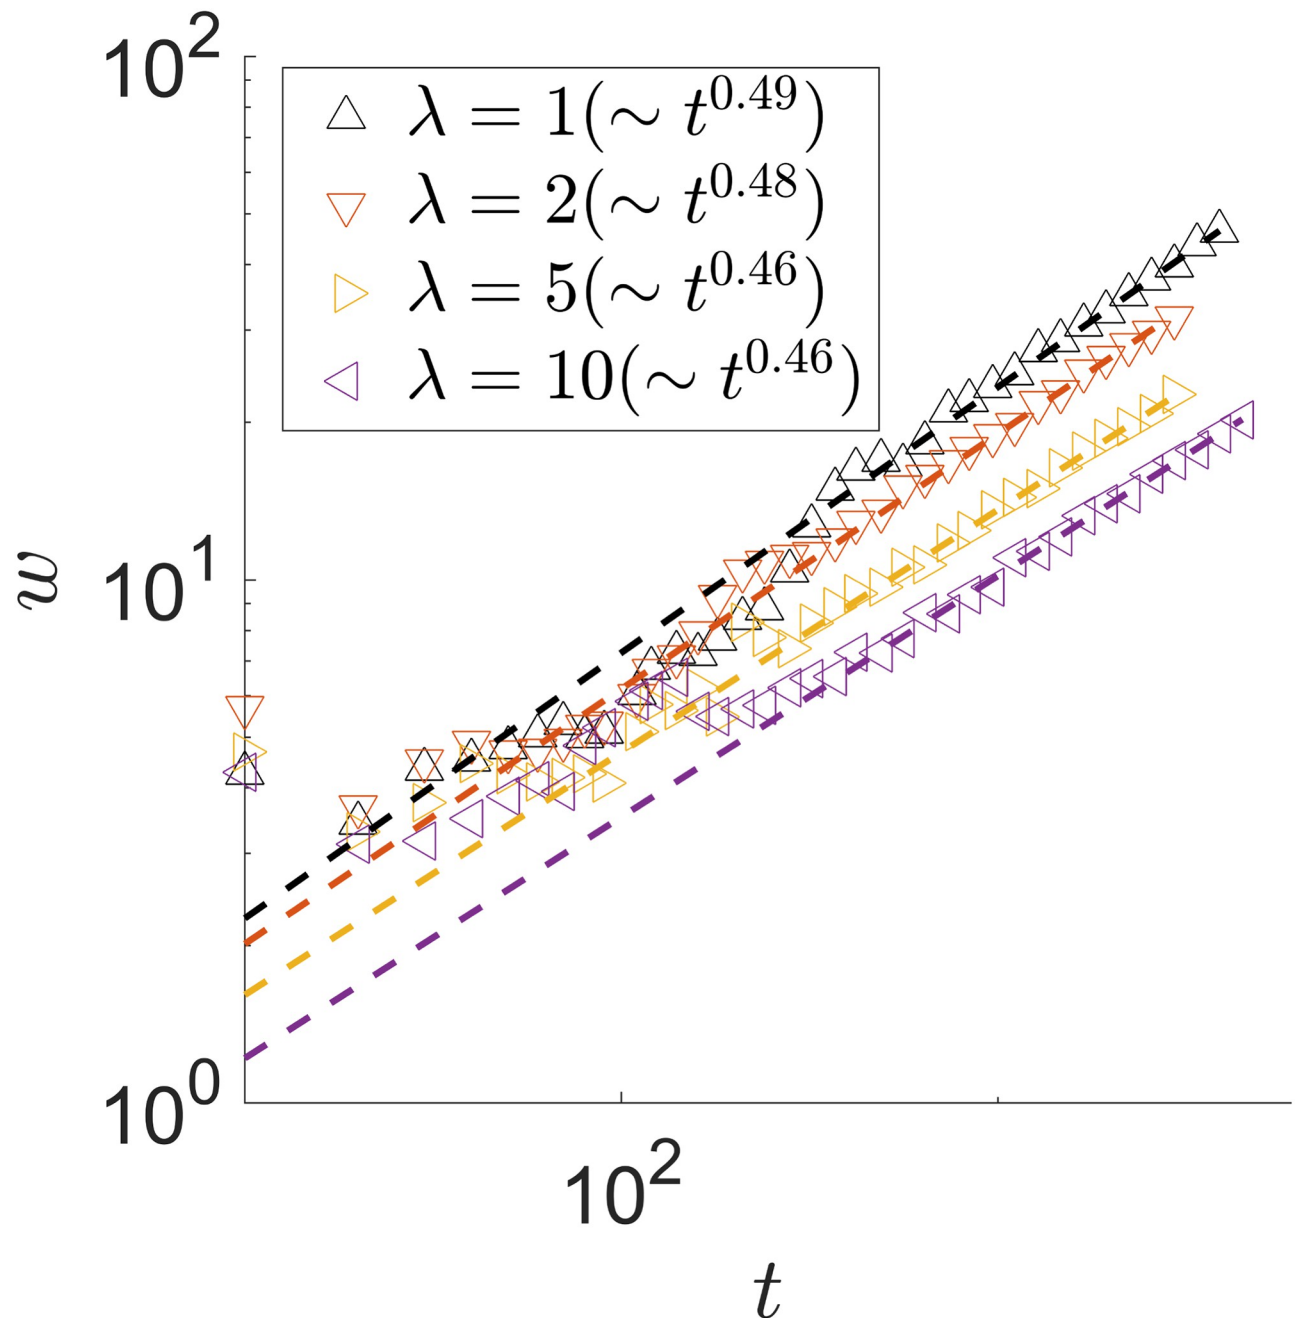 10^2
λ = 1(∼ t^0.49)
λ = 2(∼ t^0.48)
λ = 5(∼ t^0.46)
λ = 10(∼ t^0.46)
w
10^1
10^0
10^2
t